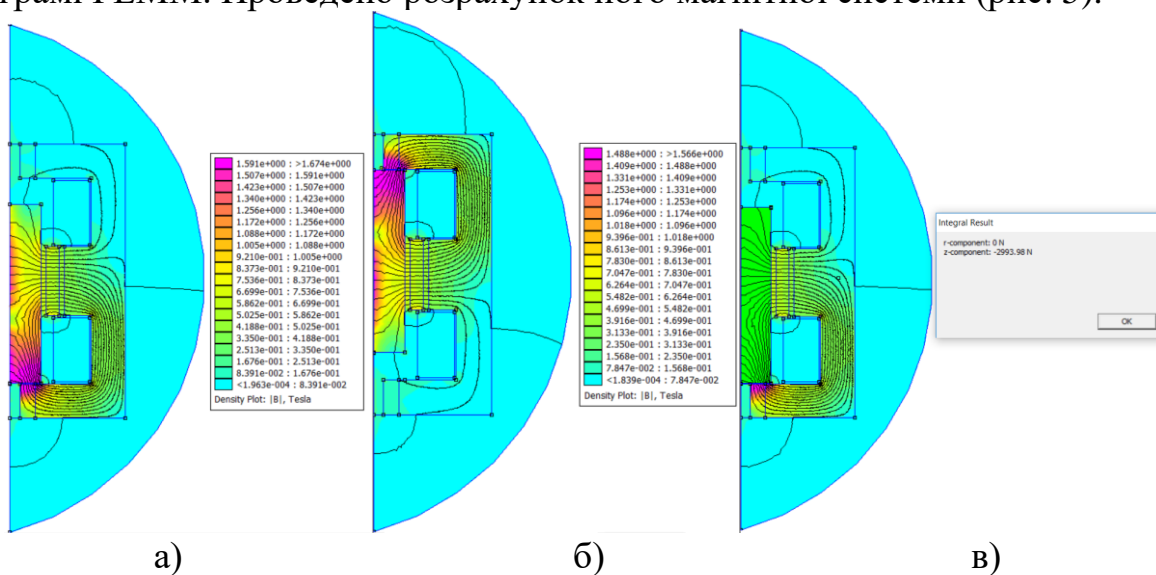 грамі FEMM. Проведено розрахунок його магнітної системи (рис. 3).
1.591e+000 : >1.674e+000
1.507e+000 : 1.591e+000
1.423e+000 : 1.507e+000
1.340e+000 : 1.423e+000
1.256e+000 : 1.340e+000
1.172e+000 : 1.256e+000
1.088e+000 : 1.172e+000
1.005e+000 : 1.088e+000
9.210e-001 : 1.005e+000
8.373e-001 : 9.210e-001
7.536e-001 : 8.373e-001
6.699e-001 : 7.536e-001
5.862e-001 : 6.699e-001
5.025e-001 : 5.862e-001
4.188e-001 : 5.025e-001
3.350e-001 : 4.188e-001
2.513e-001 : 3.350e-001
1.676e-001 : 2.513e-001
8.391e-002 : 1.676e-001
<1.963e-004 : 8.391e-002
Density Plot: |B|, Tesla
1.488e+000 : >1.566e+000
1.409e+000 : 1.488e+000
1.331e+000 : 1.409e+000
1.253e+000 : 1.331e+000
1.174e+000 : 1.253e+000
1.096e+000 : 1.174e+000
1.018e+000 : 1.096e+000
9.396e-001 : 1.018e+000
8.613e-001 : 9.396e-001
7.830e-001 : 8.613e-001
7.047e-001 : 7.830e-001
6.264e-001 : 7.047e-001
5.482e-001 : 6.264e-001
4.699e-001 : 5.482e-001
3.916e-001 : 4.699e-001
3.133e-001 : 3.916e-001
2.350e-001 : 3.133e-001
1.568e-001 : 2.350e-001
7.847e-002 : 1.568e-001
<1.839e-004 : 7.847e-002
Density Plot: |B|, Tesla
Integral Result
r-component: 0 N
z-component: -2993.98 N
OK
а)
б)
в)